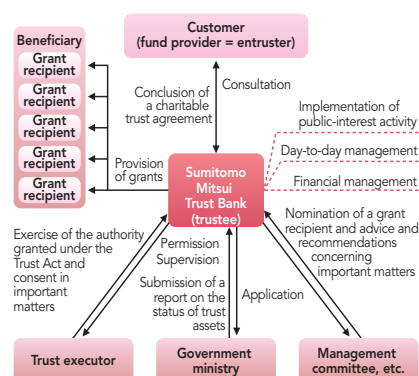 Customer
(fund provider = entruster)
Beneficiary
Grant
recipient
Grant
recipient
Grant
recipient
Grant
recipient
Grant
recipient
Conclusion of
a charitable
trust agreement
Consultation
Implementation of
public-interest activity
Day-to-day management
Financial management
Provision
of grants
Sumitomo
Mitsui
Trust Bank
(trustee)
Exercise of the authority
granted under the
Trust Act and
consent in
important
matters
Permission
Supervision
Submission of
a report on the
status of trust
assets
Application
Nomination of a grant
recipient and advice and
recommendations
concerning
important matters
Trust executor
Government
ministry
Management
committee, etc.